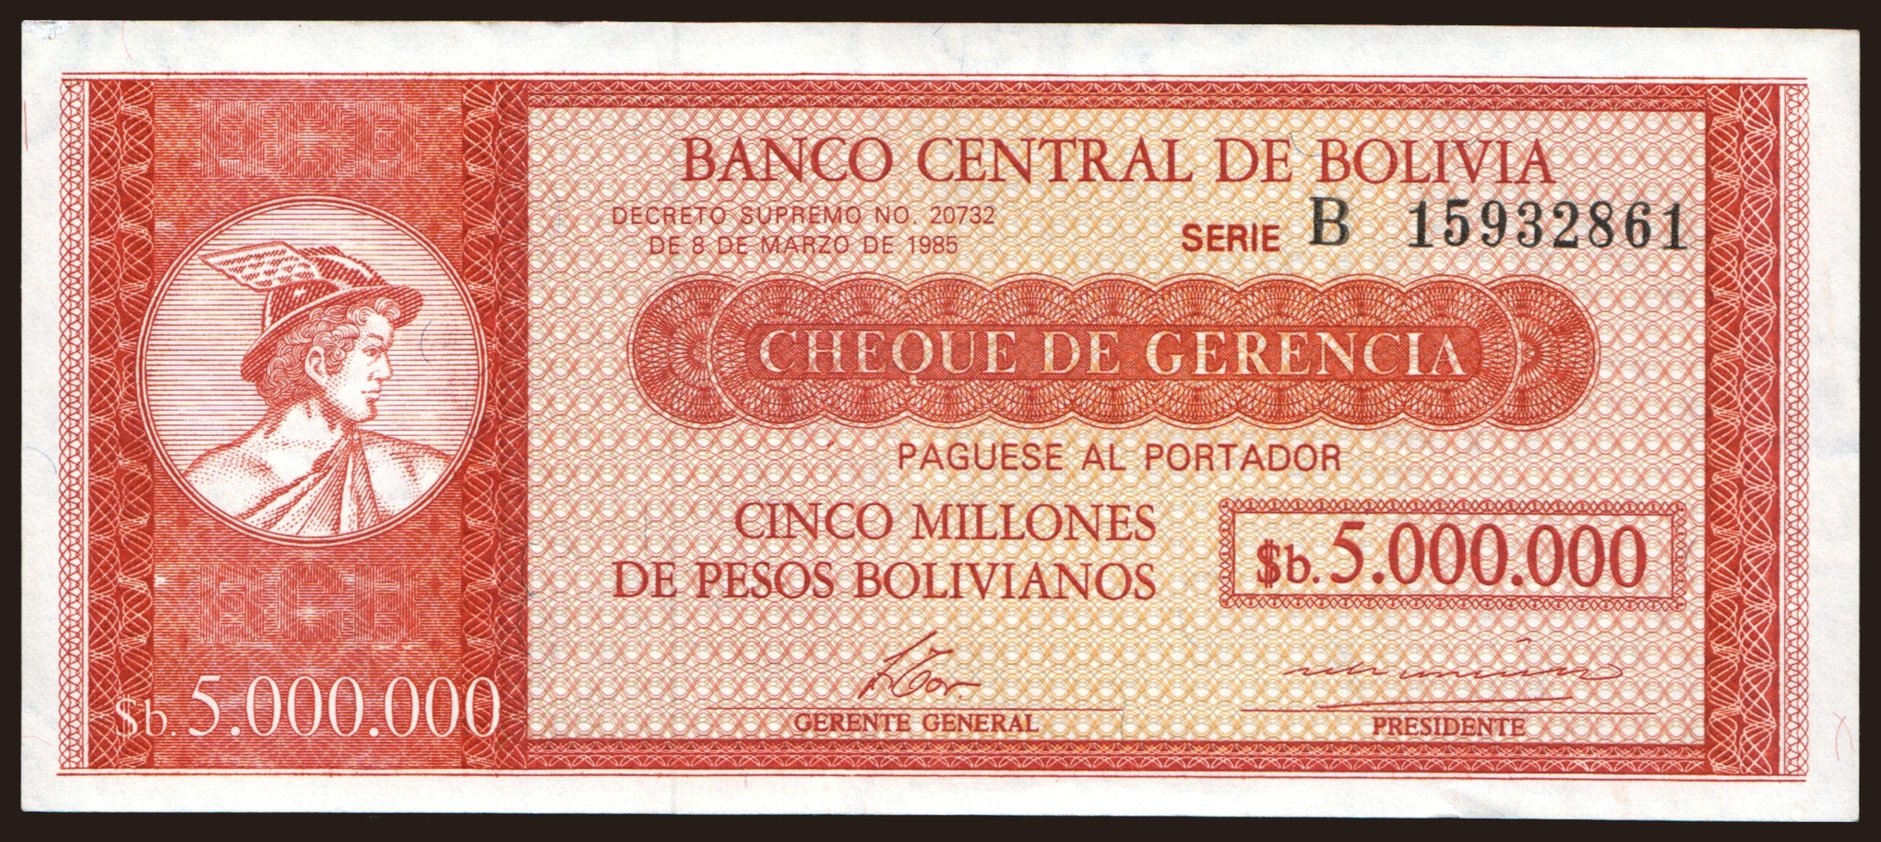 BANCO CENTRAL DE BOLIVIA
DECRETO SUPREMO NO. 20732
DE 8 DE MARZO DE 1985
SERIE B 15932861
CHEQUE DE GERENCIA
PAGUESE AL PORTADOR
CINCO MILLONES
DE PESOS BOLIVIANOS
$b.5.000.000
$b.5.000.000
GERENTE GENERAL
PRESIDENTE